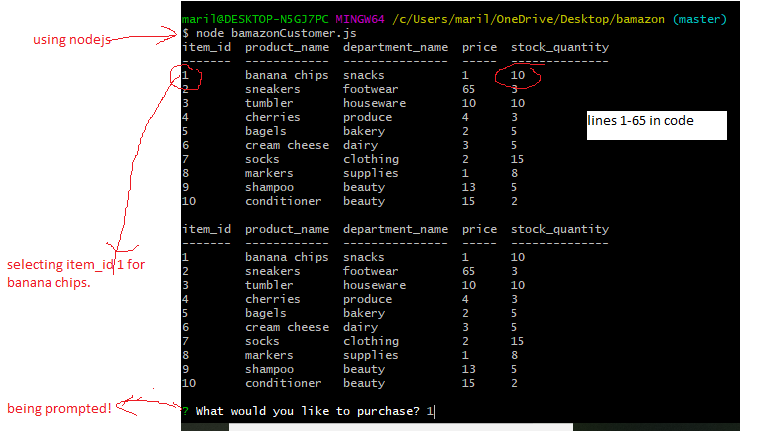 maril@DESKTOP-N5GJ7PC MINGW64 /c/Users/maril/OneDrive/Desktop/bamazon (master)
using nodejs
$ node bamazonCustomer.js
item_id product_name department_name price stock_quantity
------- ------------ --------------- ----- --------------
1 banana chips snacks 1 10
2 sneakers footwear 65 3
3 tumbler houseware 10 10
4 cherries produce 4 3
5 bagels bakery 2 5
6 cream cheese dairy 3 5
7 socks clothing 2 15
8 markers supplies 1 8
9 shampoo beauty 13 5
10 conditioner beauty 15 2
lines 1-65 in code
item_id product_name department_name price stock_quantity
------- ------------ --------------- ----- --------------
1 banana chips snacks 1 10
2 sneakers footwear 65 3
3 tumbler houseware 10 10
4 cherries produce 4 3
5 bagels bakery 2 5
6 cream cheese dairy 3 5
7 socks clothing 2 15
8 markers supplies 1 8
9 shampoo beauty 13 5
10 conditioner beauty 15 2
selecting item_id 1 for
banana chips.
being prompted!
? What would you like to purchase? 1